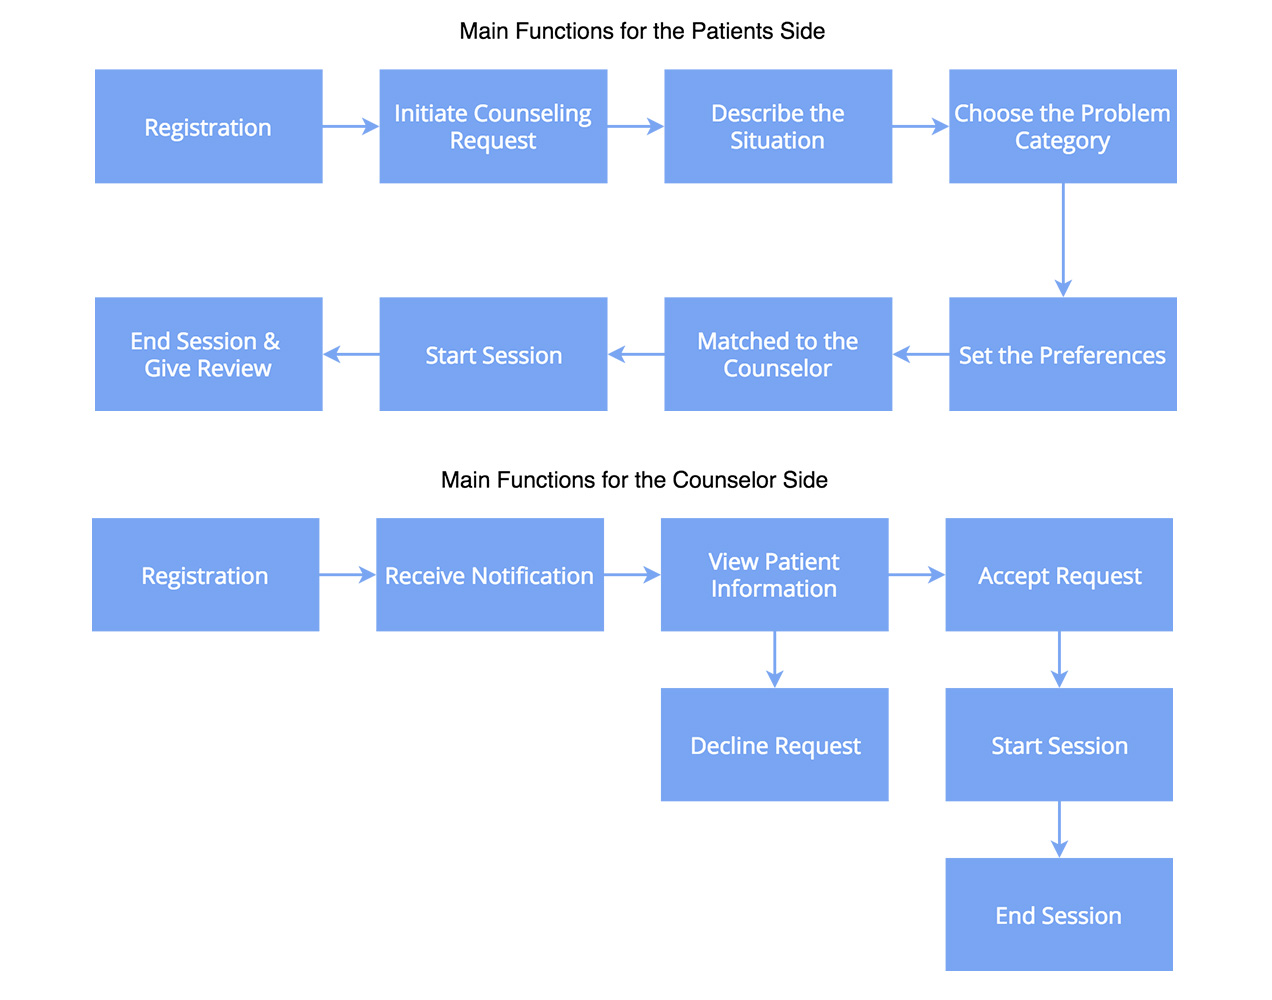 Main Functions for the Patients Side
Registration
Initiate Counseling
Request
Describe the
Situation
Choose the Problem
Category
End Session &
Give Review
Start Session
Matched to the
Counselor
Set the Preferences
Main Functions for the Counselor Side
Registration
Receive Notification
View Patient
Information
Accept Request
Decline Request
Start Session
End Session